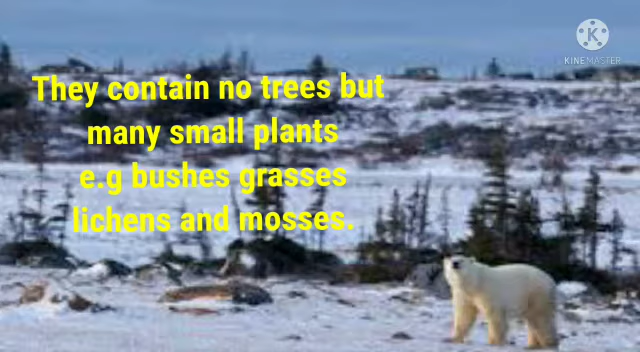 They contain no trees but
many small plants
e.g bushes grasses
lichens and mosses.
K
KINEMASTER